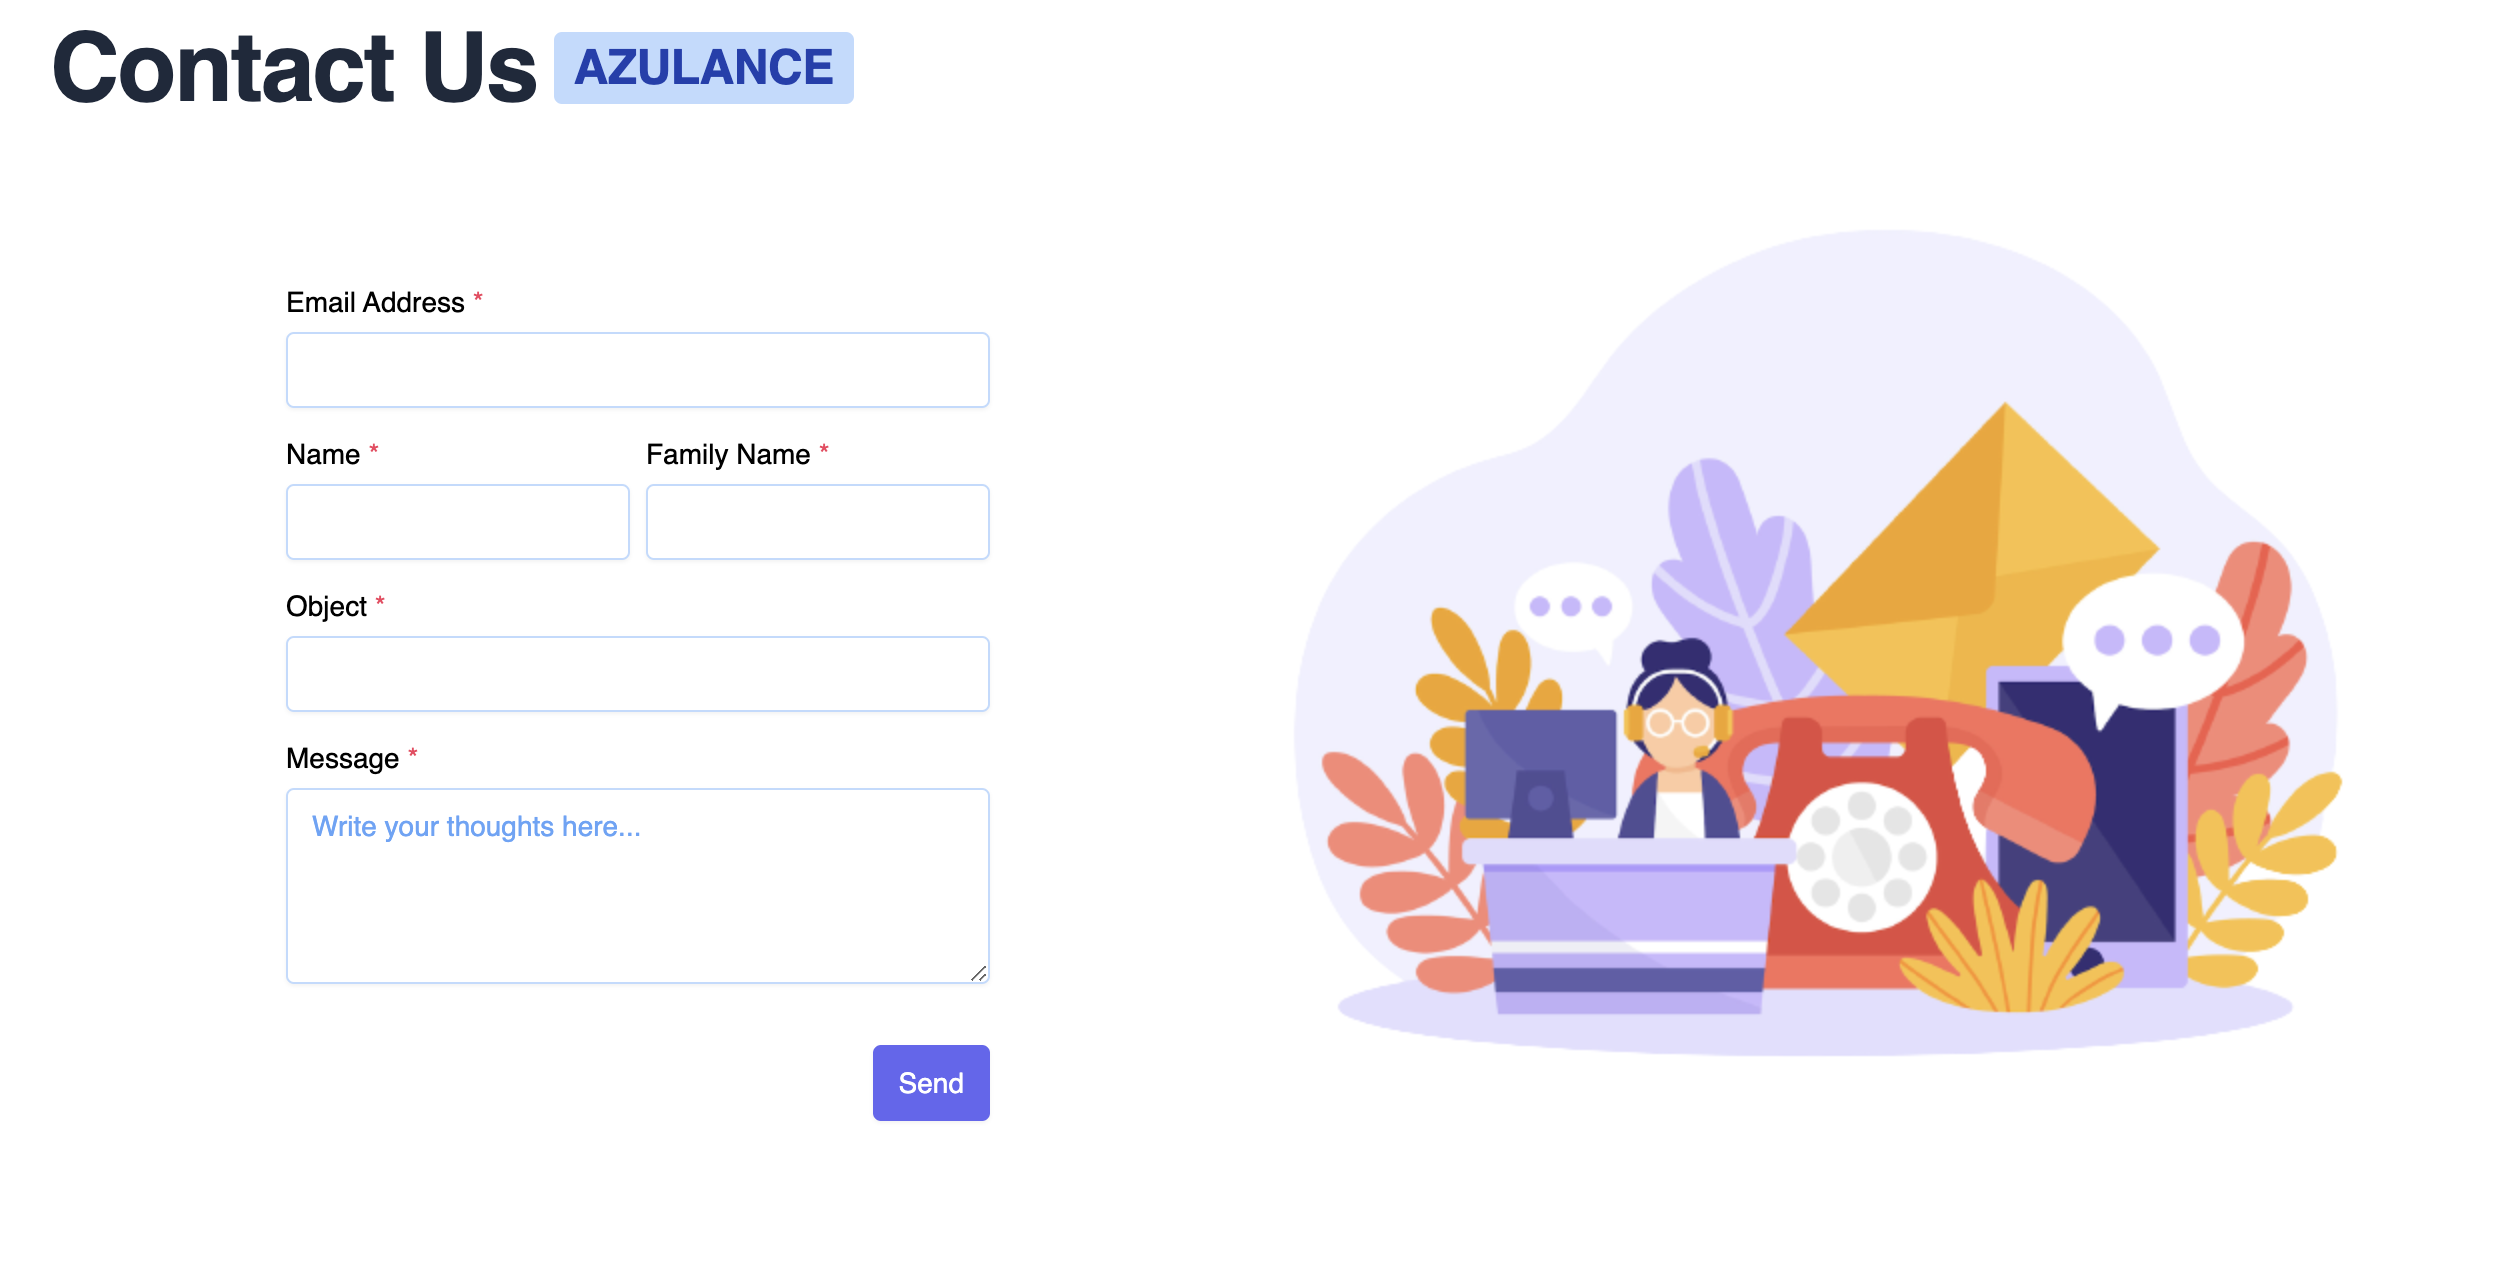 Contact Us AZULANCE
Email Address *
Name * Family Name *
Object *
Message *
Write your thoughts here...
Send